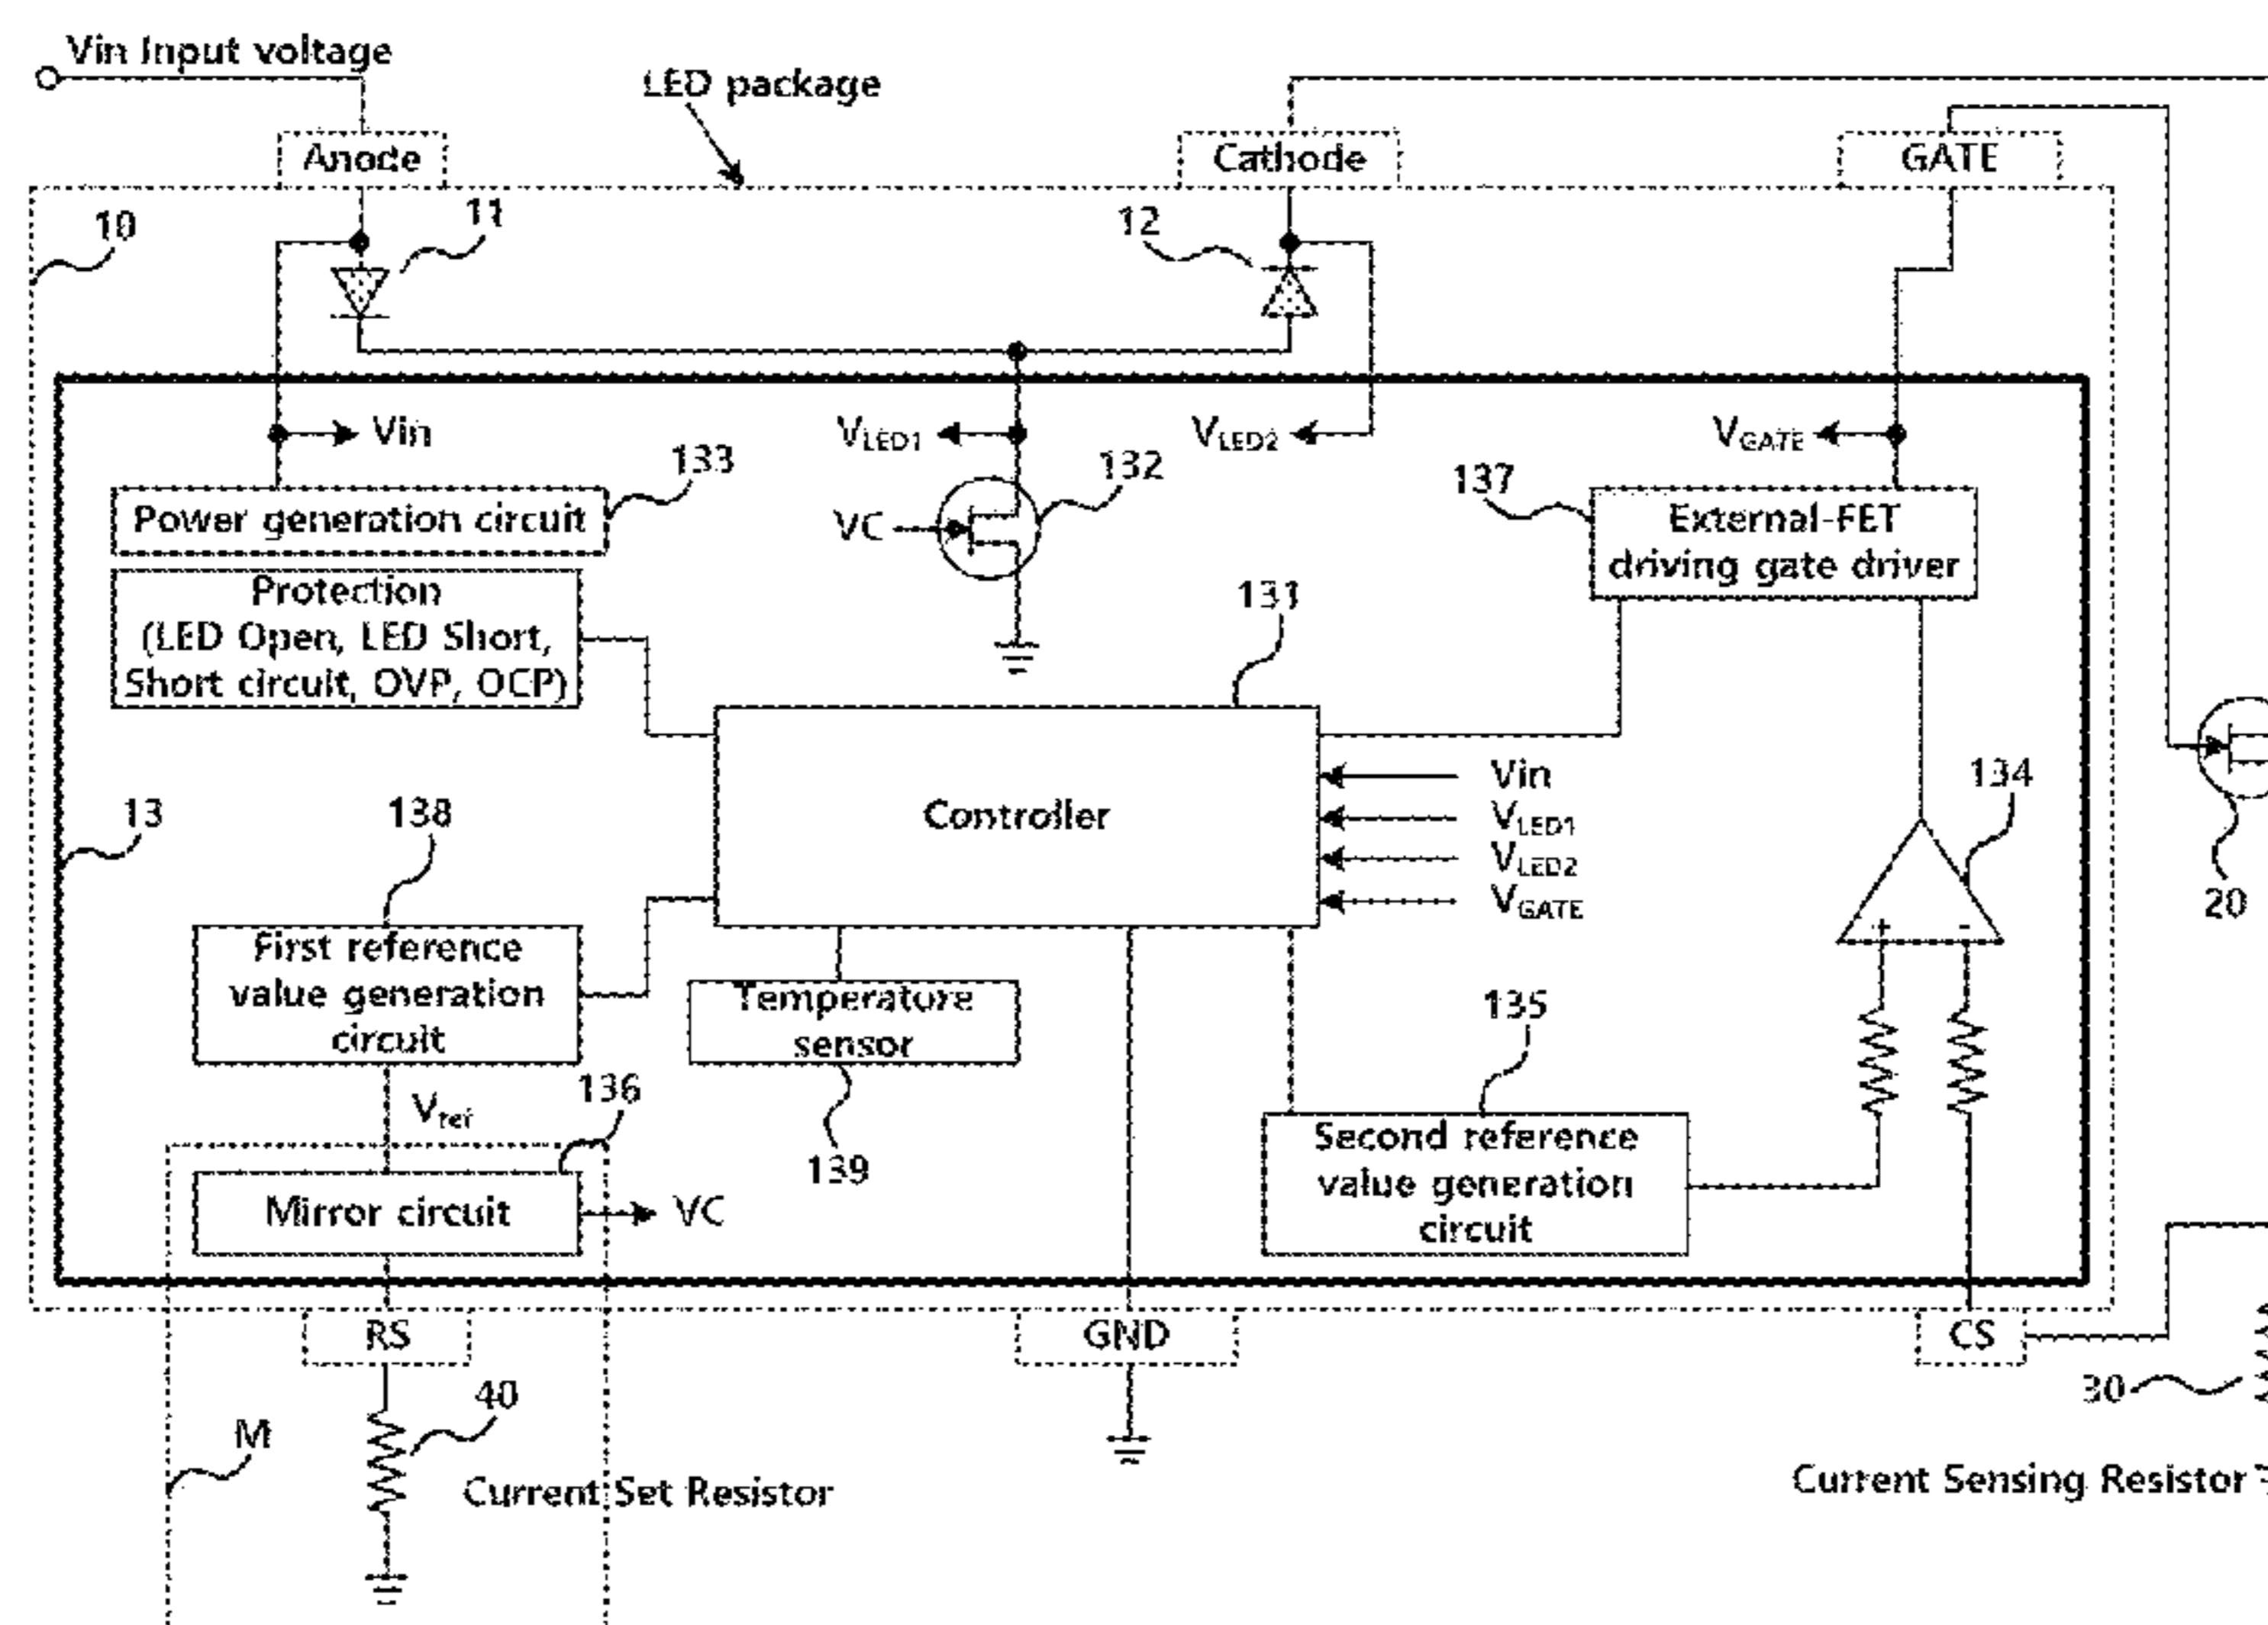 Vin Input voltage
LED package
Anode
Cathode
GATE
10
11
12
Vin
VLED1
VLED2
VGATE
133
132
137
Power generation circuit
VC
External-FET
driving gate driver
Protection
(LED Open, LED Short,
Short circuit, OVP, OCP)
131
13
138
Controller
Vin
VLED1
VLED2
VGATE
134
20
+ -
First reference
value generation
circuit
Temperature
sensor
135
Vref
136
139
Second reference
value generation
circuit
Mirror circuit
VC
RS
GND
CS
40
30
M
Current Set Resistor
Current Sensing Resistor